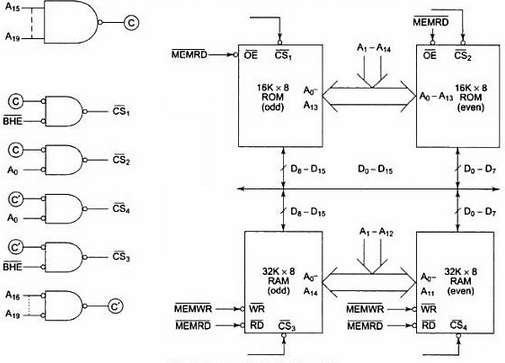 A15
A19
C
C
BHE
CS1
C
A0
CS2
C'
A0
CS4
C'
BHE
CS3
A16
A19
C'
MEMRD
OE
CS1
16K × 8
ROM
(odd)
A0–
A13
A1 – A14
MEMRD
OE
CS2
A0 – A13
16K × 8
ROM
(even)
D8 – D15
D0 – D15
D0 – D7
D8 – D15
D0 – D7
A1 – A12
32K × 8
RAM
(odd)
A0–
A14
MEMWR
WR
MEMRD
RD
CS3
32K × 8
RAM
(even)
A0–
A11
MEMWR
WR
MEMRD
RD
CS4